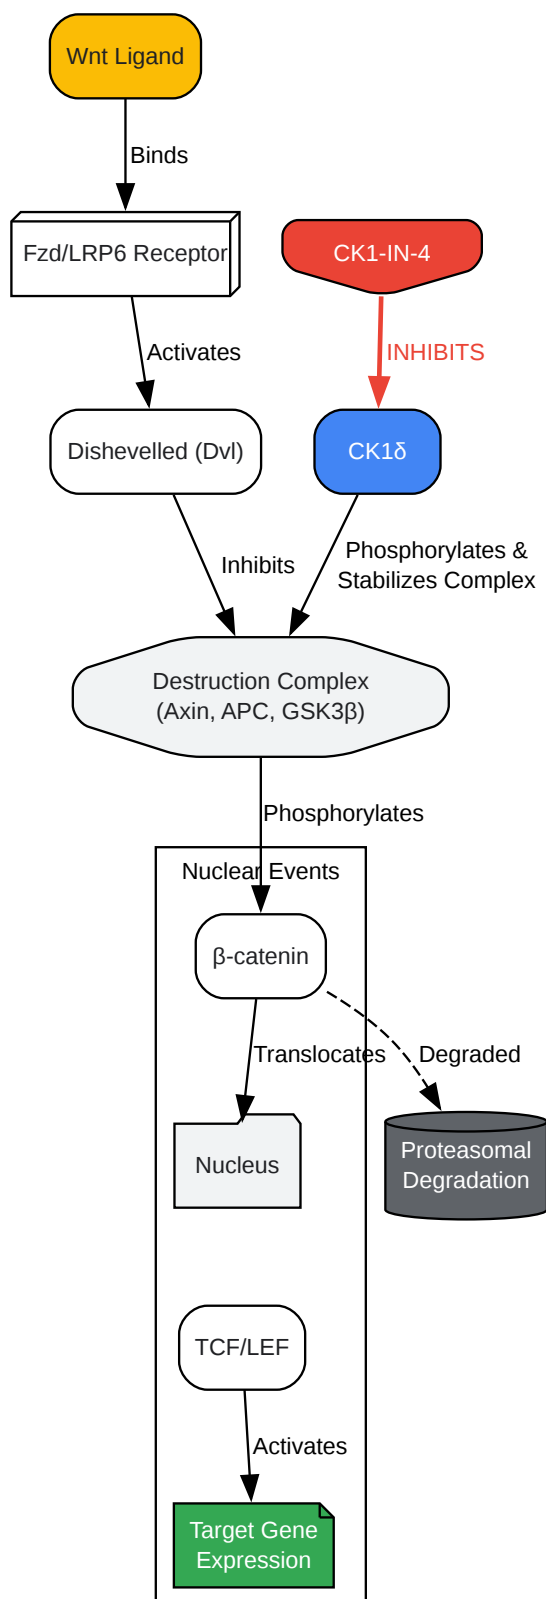 Wnt Ligand
Binds
Fzd/LRP6 Receptor
CK1-IN-4
Activates
INHIBITS
Dishevelled (Dvl)
CK1δ
Inhibits
Phosphorylates &
Stabilizes Complex
Destruction Complex
(Axin, APC, GSK3β)
Phosphorylates
Nuclear Events
β-catenin
Translocates
Degraded
Nucleus
Proteasomal
Degradation
TCF/LEF
Activates
Target Gene
Expression